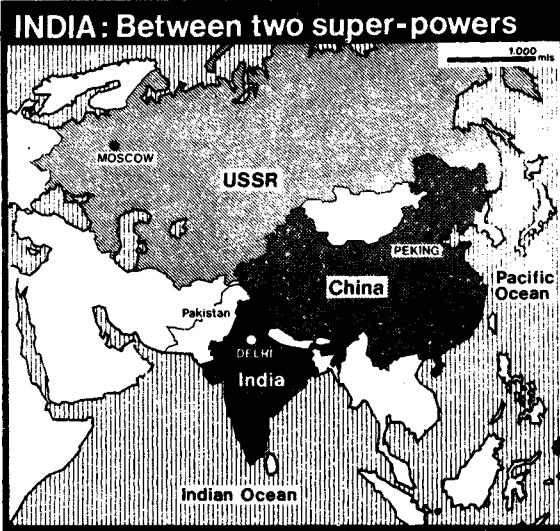 INDIA : Between two super-powers
1.000 mls
MOSCOW
USSR
PEKING
China
Pacific
Ocean
Pakistan
DELHI
India
Indian Ocean